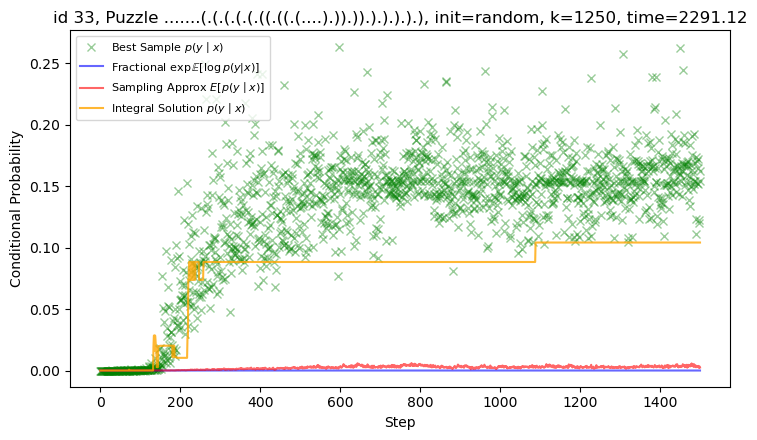 id 33, Puzzle .......(.(.(.(.(.((.((.(....).)).)).).).).).), init=random, k=1250, time=2291.12
Best Sample p(y | x)
Fractional exp𝔼[log p(y|x)]
Sampling Approx E[p(y | x)]
Integral Solution p(y | x)
Conditional Probability
0.25
0.20
0.15
0.10
0.05
0.00
0 200 400 600 800 1000 1200 1400
Step